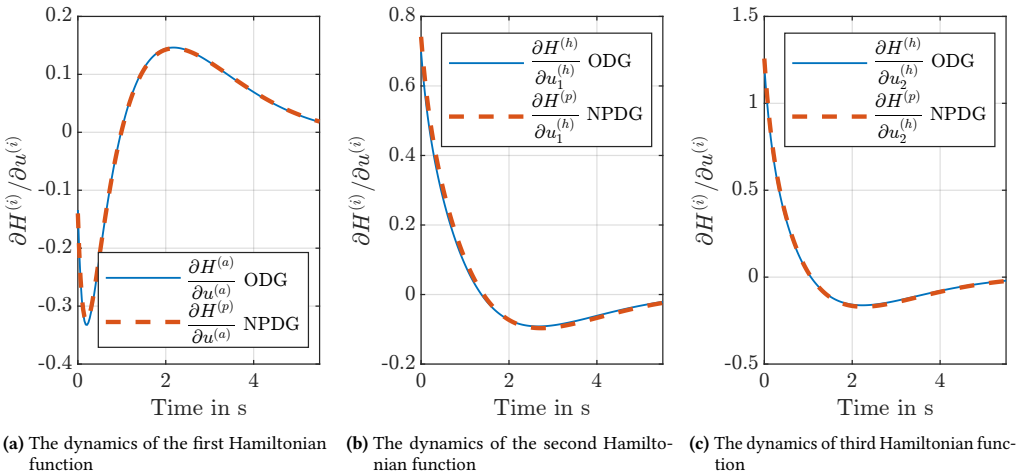 0.2
0.1
0
-0.1
-0.2
-0.3
-0.4
∂H^(i)/∂u^(i)
∂H^(a)/∂u^(a) ODG
∂H^(p)/∂u^(a) NPDG
0 2 4
Time in s
(a) The dynamics of the first Hamiltonian
function
0.8
0.6
0.4
0.2
0
-0.2
∂H^(i)/∂u^(i)
∂H^(h)/∂u_1^(h) ODG
∂H^(p)/∂u_1^(h) NPDG
0 2 4
Time in s
(b) The dynamics of the second Hamilto-
nian function
1.5
1
0.5
0
-0.5
∂H^(i)/∂u^(i)
∂H^(h)/∂u_2^(h) ODG
∂H^(p)/∂u_2^(h) NPDG
0 2 4
Time in s
(c) The dynamics of third Hamiltonian func-
tion